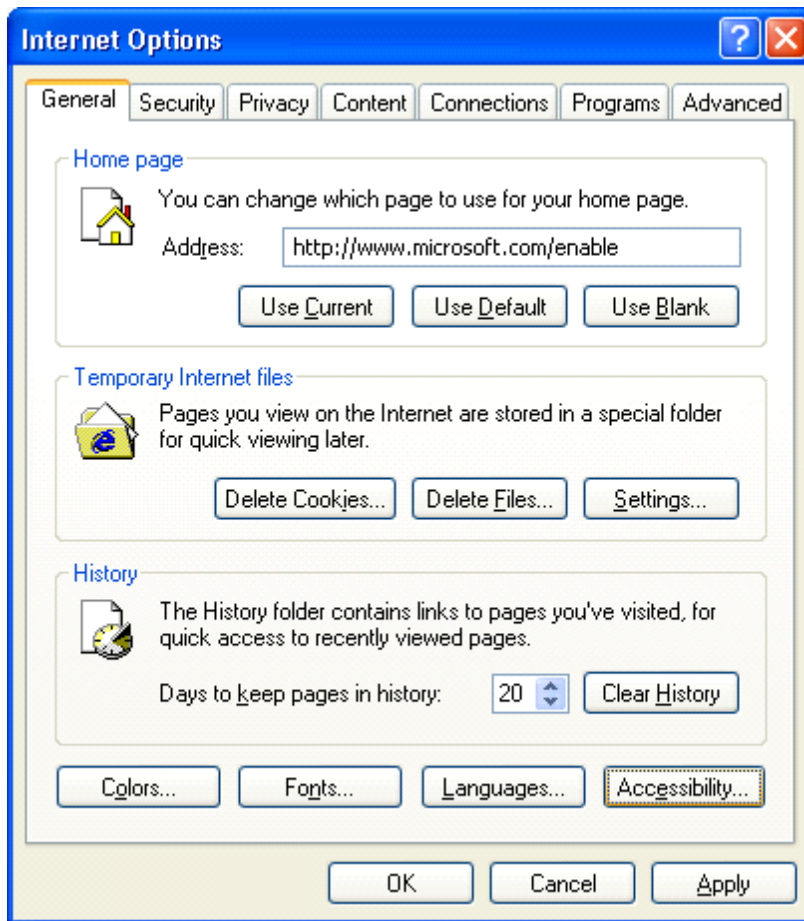 Internet Options
General Security Privacy Content Connections Programs Advanced
Home page
You can change which page to use for your home page.
Address: http://www.microsoft.com/enable
Use Current Use Default Use Blank
Temporary Internet files
Pages you view on the Internet are stored in a special folder
for quick viewing later.
Delete Cookies... Delete Files... Settings...
History
The History folder contains links to pages you've visited, for
quick access to recently viewed pages.
Days to keep pages in history: 20 Clear History
Colors... Fonts... Languages... Accessibility...
OK Cancel Apply